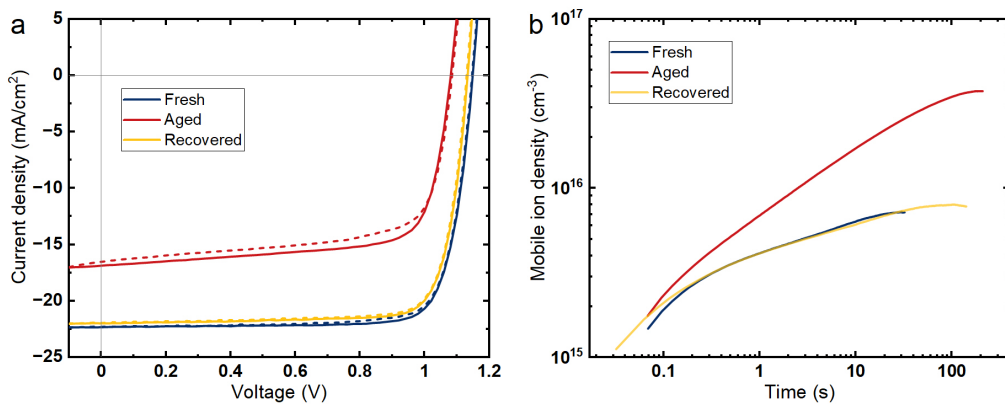 a
Current density (mA/cm²)
5
0
−5
−10
−15
−20
−25
Fresh
Aged
Recovered
0 0.2 0.4 0.6 0.8 1 1.2
Voltage (V)
b
Mobile ion density (cm⁻³)
10¹⁷
10¹⁶
10¹⁵
Fresh
Aged
Recovered
0.1 1 10 100
Time (s)